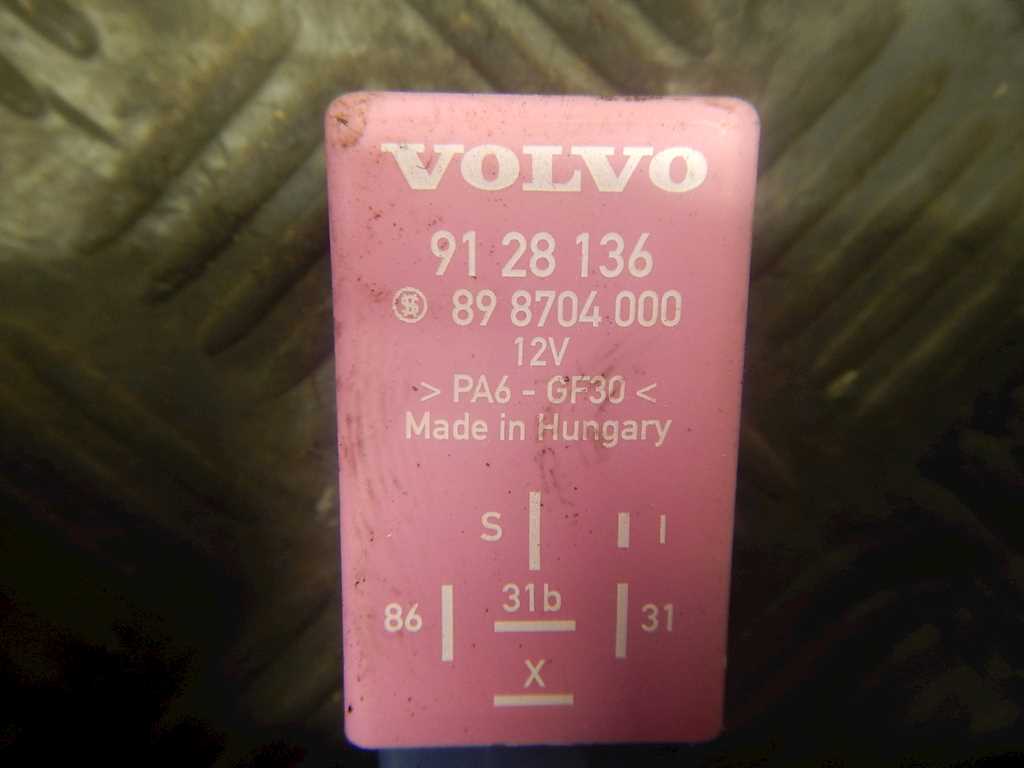 VOLVO
91 28 136
89 8704 000
12V
> PA6 - GF30 <
Made in Hungary
S I
86 31b 31
X